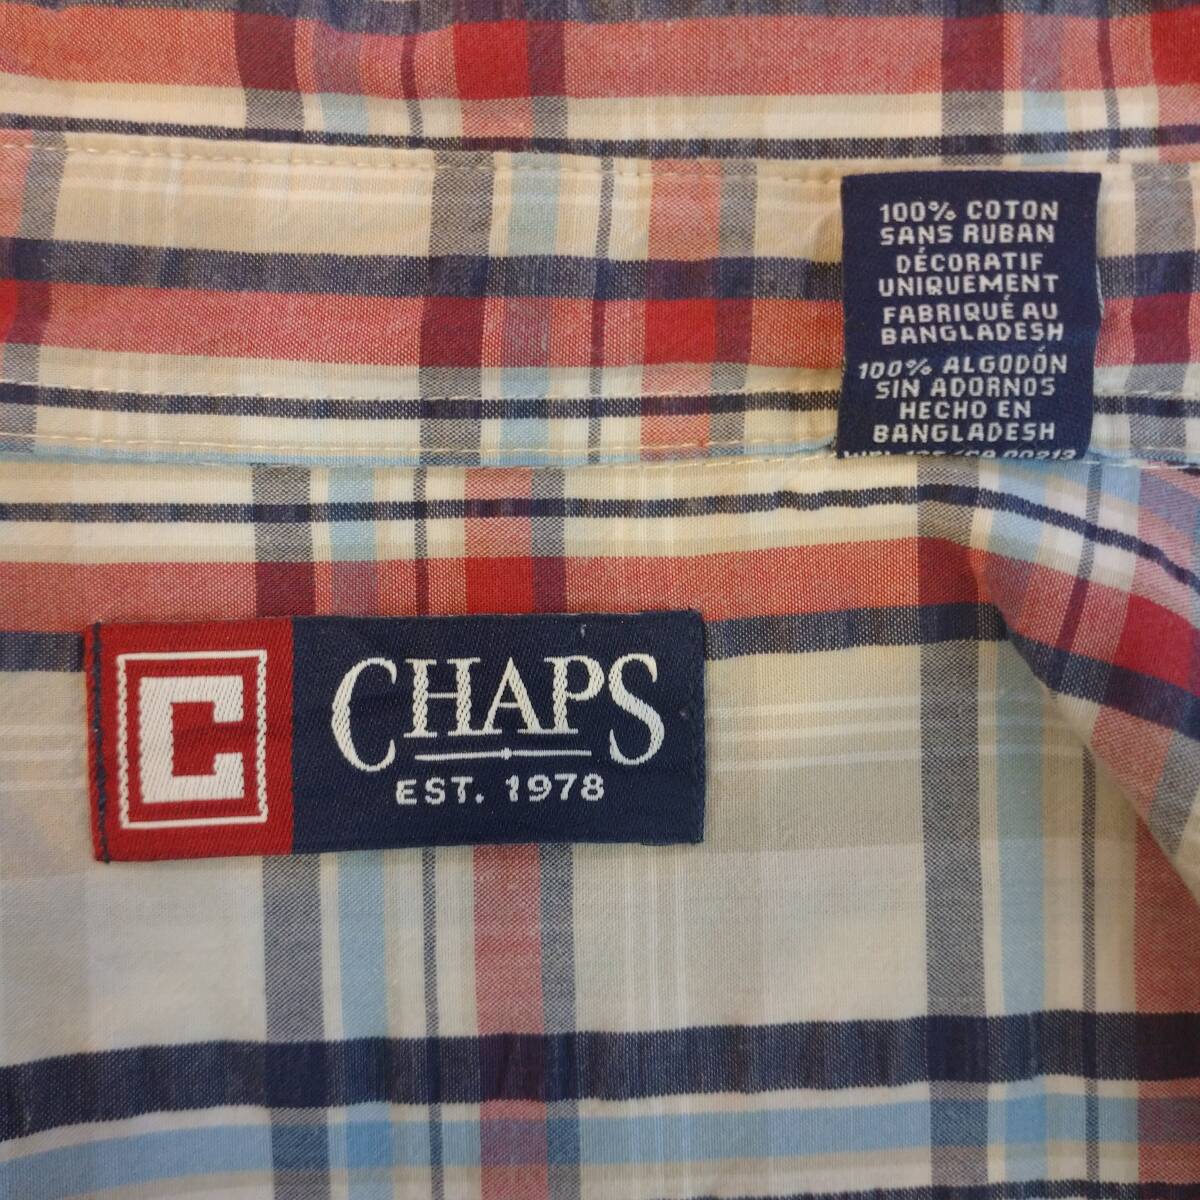 100% COTON
SANS RUBAN
DÉCORATIF
UNIQUEMENT
FABRIQUÉ AU
BANGLADESH
100% ALGODÓN
SIN ADORNOS
HECHO EN
BANGLADESH
C
CHAPS
EST. 1978